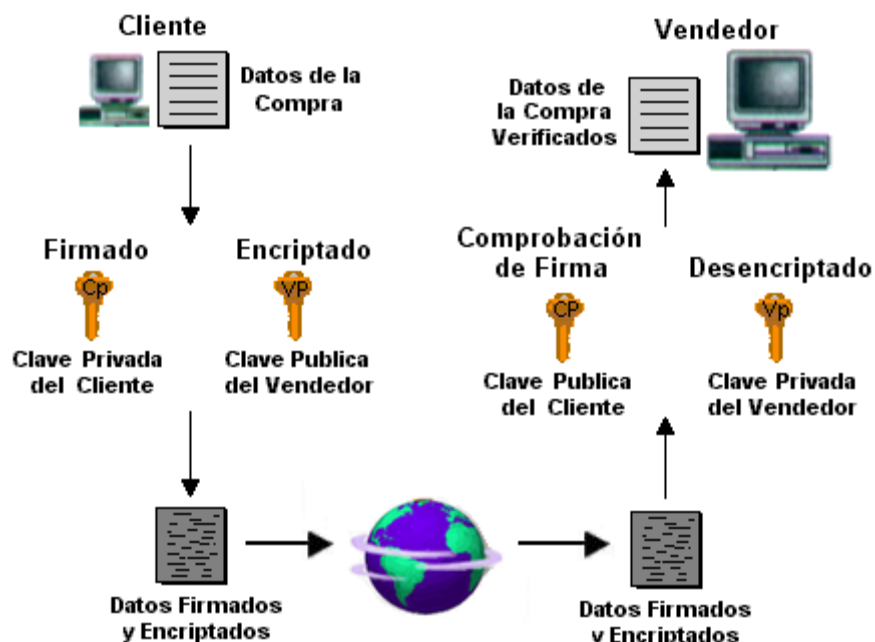 Cliente
Datos de la
Compra
Firmado
Cp
Clave Privada
del Cliente
Encriptado
VP
Clave Publica
del Vendedor
Datos Firmados
y Encriptados
Vendedor
Datos de
la Compra
Verificados
Comprobación
de Firma
CP
Clave Publica
del Cliente
Desencriptado
Vp
Clave Privada
del Vendedor
Datos Firmados
y Encriptados